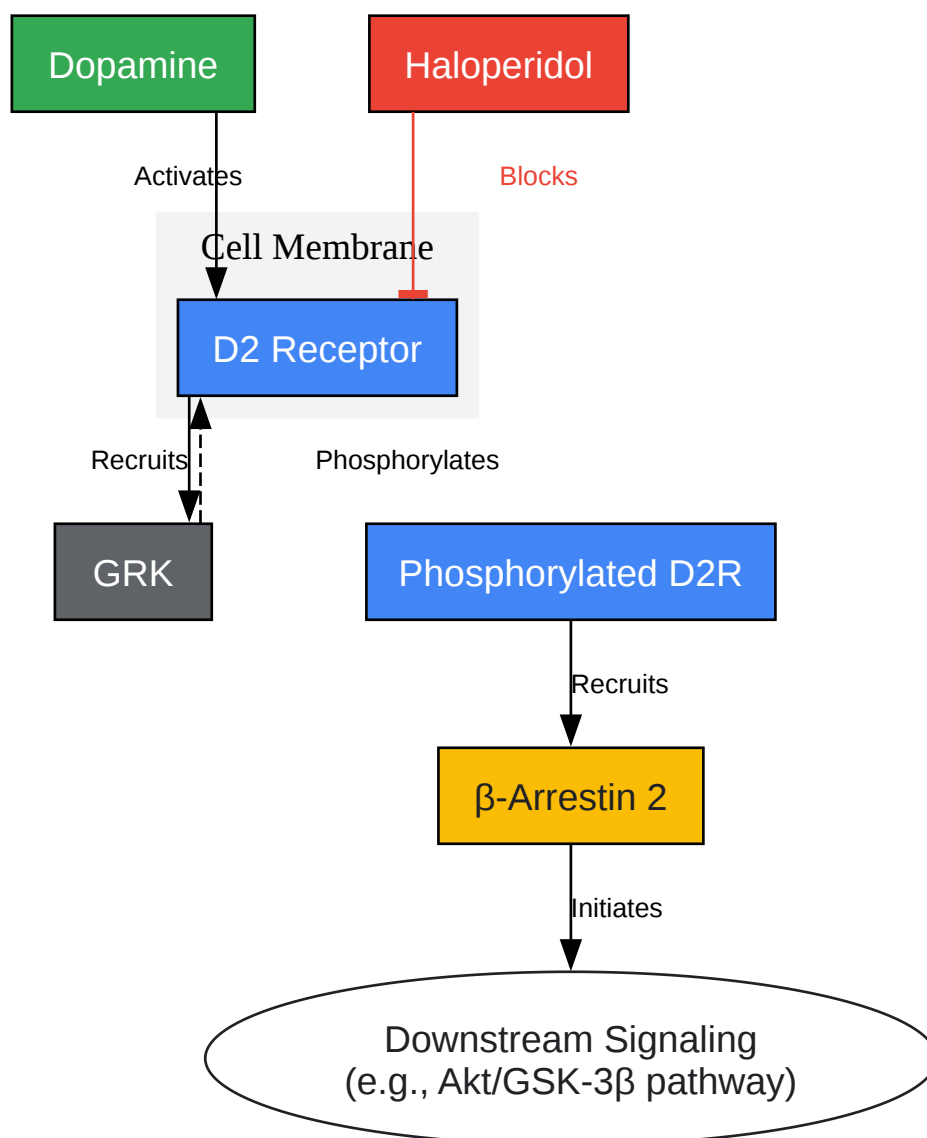 Dopamine
Haloperidol
Activates
Blocks
Cell Membrane
D2 Receptor
Recruits
Phosphorylates
GRK
Phosphorylated D2R
Recruits
β-Arrestin 2
Initiates
Downstream Signaling
(e.g., Akt/GSK-3β pathway)